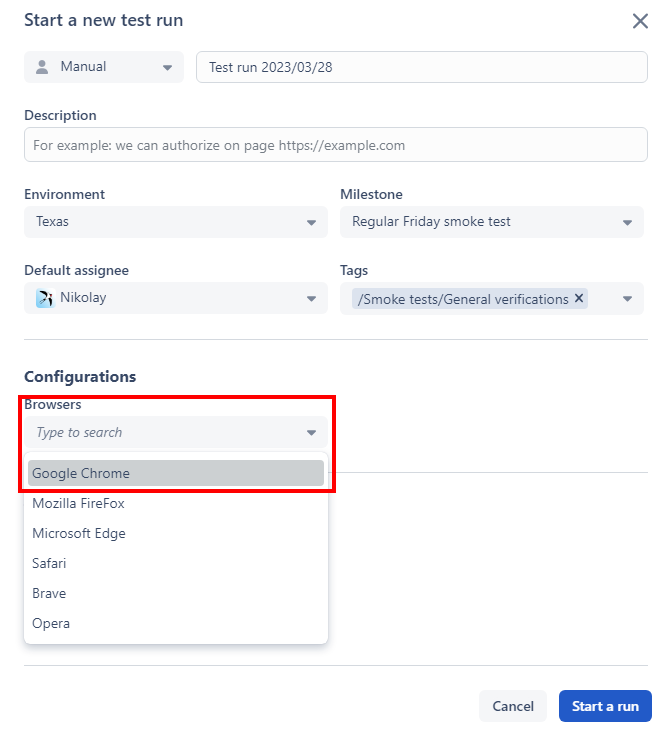 Start a new test run
Manual
Test run 2023/03/28
Description
For example: we can authorize on page https://example.com
Environment
Milestone
Texas
Regular Friday smoke test
Default assignee
Tags
Nikolay
/Smoke tests/General verifications ×
Configurations
Browsers
Type to search
Google Chrome
Mozilla FireFox
Microsoft Edge
Safari
Brave
Opera
Cancel
Start a run